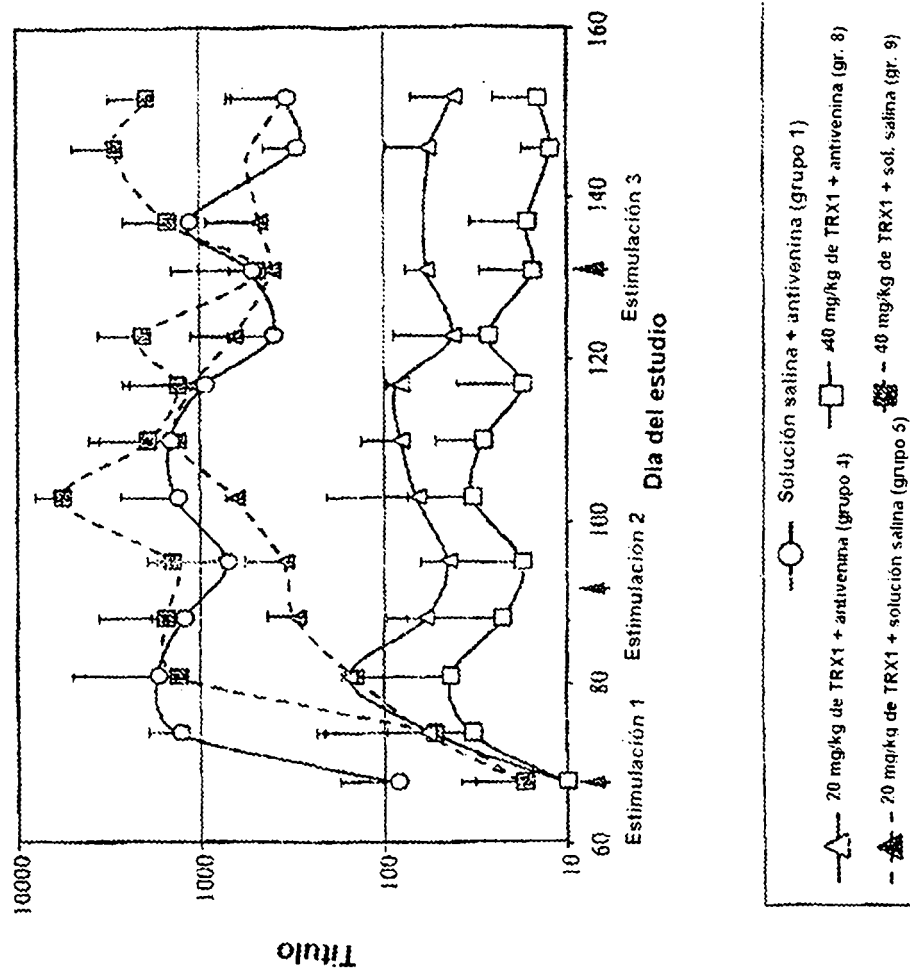 Título
10000
1000
100
10
60
80
100
120
140
160
Estimulación 1
Estimulación 2
Estimulación 3
Día del estudio
Solución salina + antivenina (grupo 1)
20 mg/kg de TRX1 + antivenina (grupo 4)
40 mg/kg de TRX1 + antivenina (gr. 8)
20 mg/kg de TRX1 + solución salina (grupo 5)
40 mg/kg de TRX1 + sol. salina (gr. 9)